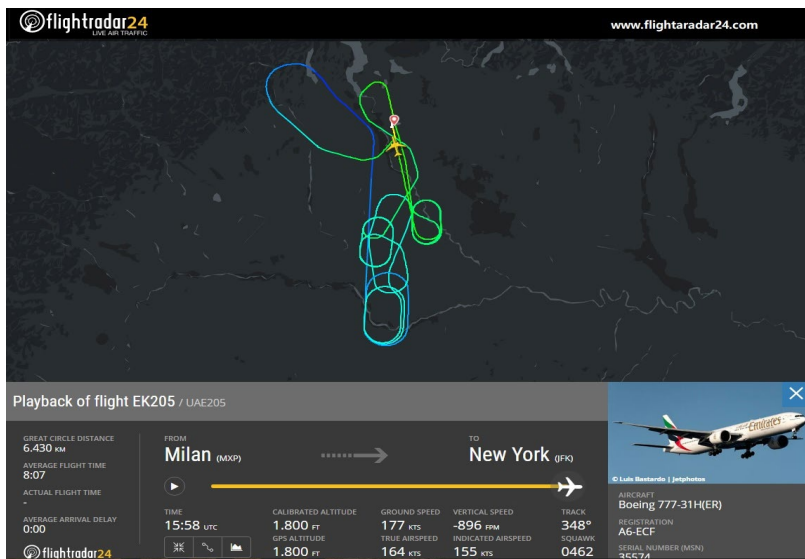 flightradar24
LIVE AIR TRAFFIC
www.flightaradar24.com
Playback of flight EK205 / UAE205
GREAT CIRCLE DISTANCE
6.430 KM
AVERAGE FLIGHT TIME
8:07
ACTUAL FLIGHT TIME
-
AVERAGE ARRIVAL DELAY
0:00
flightradar24
FROM
Milan (MXP)
TO
New York (JFK)
TIME
15:58 UTC
CALIBRATED ALTITUDE
1.800 FT
GPS ALTITUDE
1.800 FT
GROUND SPEED
177 KTS
TRUE AIRSPEED
164 KTS
VERTICAL SPEED
-896 FPM
INDICATED AIRSPEED
155 KTS
TRACK
348°
SQUAWK
0462
Emirates
© Luis Bastardo | Jetphotos
AIRCRAFT
Boeing 777-31H(ER)
REGISTRATION
A6-ECF
SERIAL NUMBER (MSN)
35574